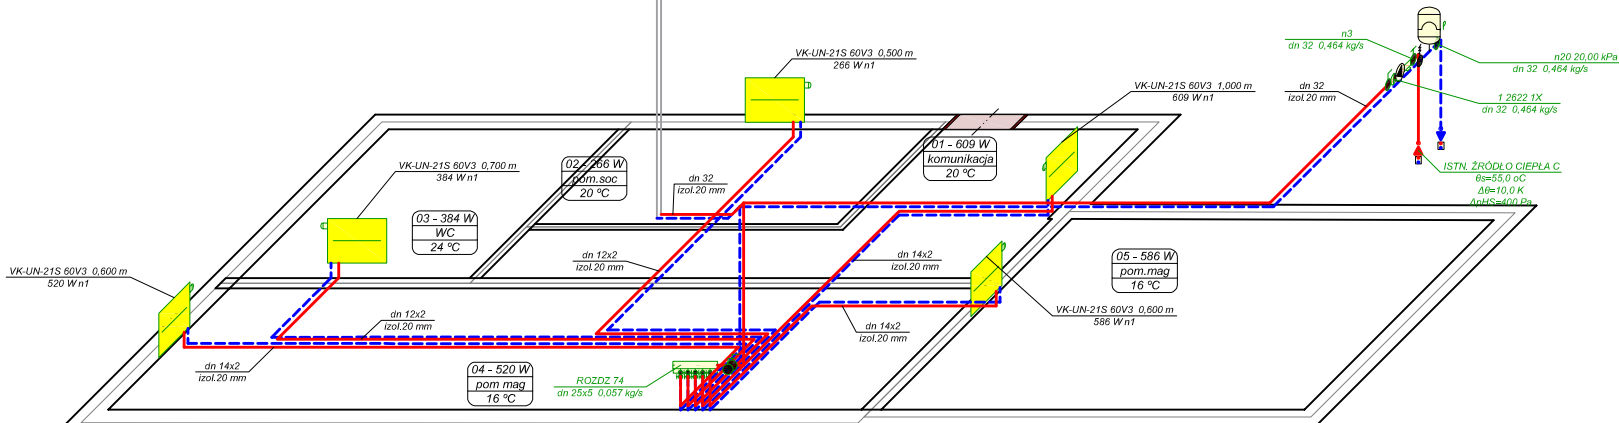 VK-UN-21S 60V3  0,500 m
266 W n1
n3
dn 32  0,464 kg/s
n20 20,00 kPa
dn 32  0,464 kg/s
VK-UN-21S 60V3  1,000 m
609 W n1
dn 32
izol.20 mm
1 2622 1X
dn 32  0,464 kg/s
01 - 609 W
komunikacja
20 ºC
VK-UN-21S 60V3  0,700 m
384 W n1
02 - 266 W
pom.soc
20 ºC
ISTN. ŹRÓDŁO CIEPŁA C
θs=55,0 oC
Δθ=10,0 K
ΔpHS=400 Pa
dn 32
izol.20 mm
03 - 384 W
WC
24 ºC
VK-UN-21S 60V3  0,600 m
520 W n1
dn 12x2
izol.20 mm
dn 14x2
izol.20 mm
05 - 586 W
pom.mag
16 ºC
VK-UN-21S 60V3  0,600 m
586 W n1
dn 12x2
izol.20 mm
dn 14x2
izol.20 mm
dn 14x2
izol.20 mm
04 - 520 W
pom mag
16 ºC
ROZDZ 74
dn 25x5  0,057 kg/s